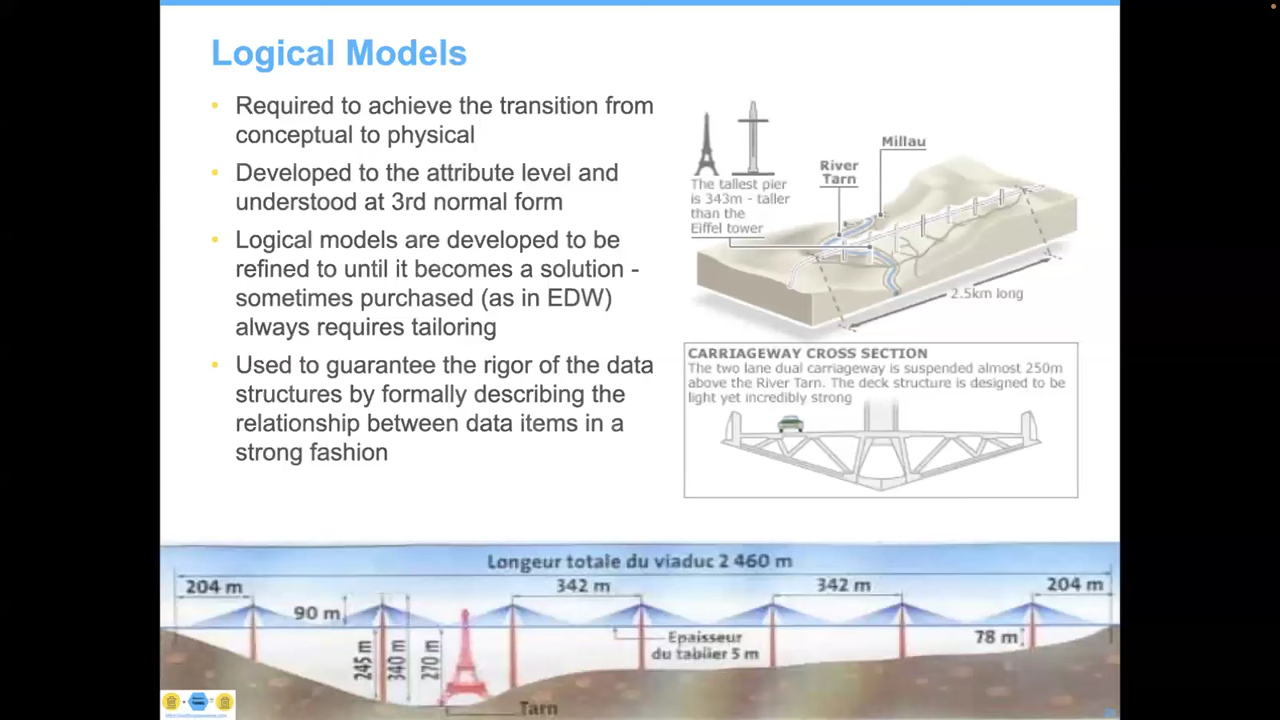 Logical Models
• Required to achieve the transition from
conceptual to physical
• Developed to the attribute level and
understood at 3rd normal form
• Logical models are developed to be
refined to until it becomes a solution -
sometimes purchased (as in EDW)
always requires tailoring
• Used to guarantee the rigor of the data
structures by formally describing the
relationship between data items in a
strong fashion
Millau
River
Tarn
The tallest pier
is 343m - taller
than the
Eiffel tower
2.5km long
CARRIAGEWAY CROSS SECTION
The two lane dual carriageway is suspended almost 250m
above the River Tarn. The deck structure is designed to be
light yet incredibly strong
Longeur totale du viaduc 2 460 m
204 m
342 m
342 m
204 m
90 m
245 m
340 m
270 m
Epaisseur
du tablier 5 m
78 m
Tarn